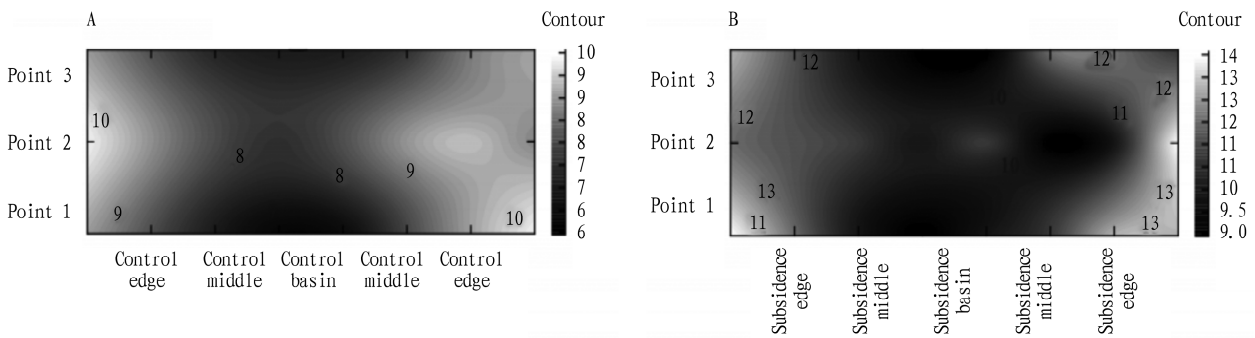 A
Contour
Point 3
Point 2
Point 1
10
9
8
8
9
10
10
9
9
8
8
7
7
6
6
Control edge
Control middle
Control basin
Control middle
Control edge
B
Contour
Point 3
Point 2
Point 1
12
12
13
11
12
12
11
13
13
14
13
13
12
11
11
10
9.5
9.0
Subsidence edge
Subsidence middle
Subsidence basin
Subsidence middle
Subsidence edge